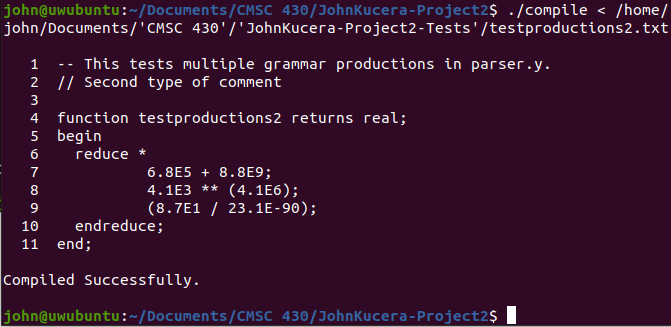 john@uwubuntu:~/Documents/CMSC 430/JohnKucera-Project2$ ./compile < /home/
john/Documents/'CMSC 430'/'JohnKucera-Project2-Tests'/testproductions2.txt
1 -- This tests multiple grammar productions in parser.y.
2 // Second type of comment
3
4 function testproductions2 returns real;
5 begin
6 reduce *
7 6.8E5 + 8.8E9;
8 4.1E3 ** (4.1E6);
9 (8.7E1 / 23.1E-90);
10 endreduce;
11 end;
Compiled Successfully.
john@uwubuntu:~/Documents/CMSC 430/JohnKucera-Project2$